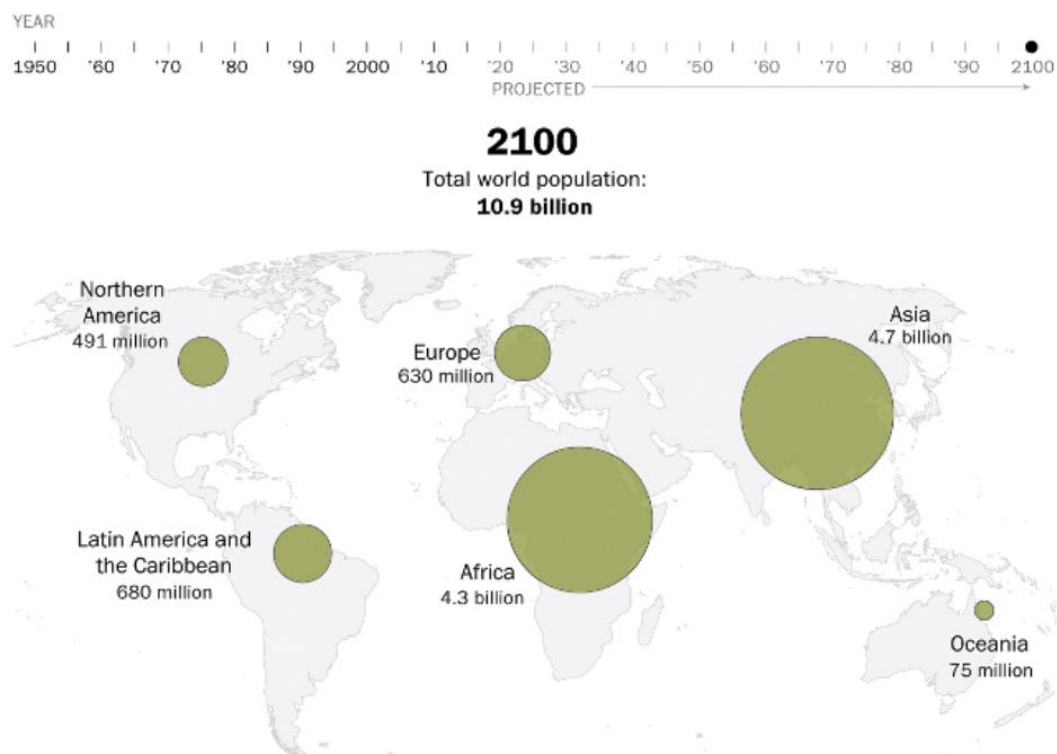 YEAR
1950 '60 '70 '80 '90 2000 '10 '20 '30 '40 '50 '60 '70 '80 '90 2100
PROJECTED
2100
Total world population:
10.9 billion
Northern
America
491 million
Europe
630 million
Asia
4.7 billion
Latin America and
the Caribbean
680 million
Africa
4.3 billion
Oceania
75 million